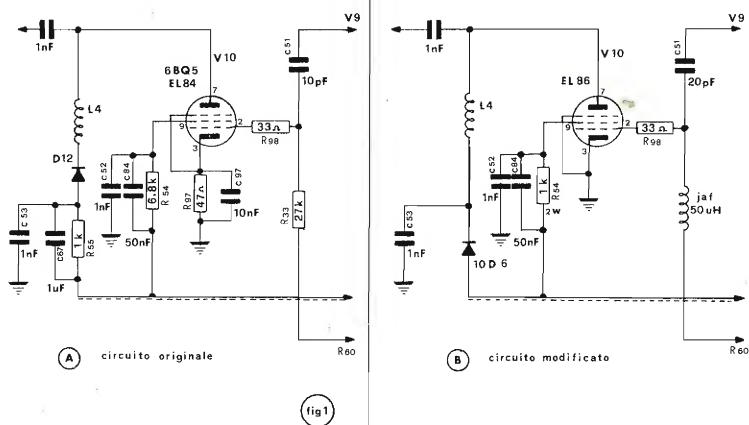 V9
1nF
C51
10pF
V10
6BQ5
EL84
7
L4
9
2
3
33Ω
R98
D12
C52
C84
6.8k
R54
1nF
50nF
R97
47Ω
C97
10nF
R33
27k
C53
1nF
C67
1uF
1k
R55
R60
A circuito originale
fig1
V9
1nF
C51
20pF
V10
EL86
7
L4
9
2
3
33Ω
R98
C52
C84
1k
R54
2w
1nF
50nF
jaf
50uH
C53
1nF
10D6
R60
B circuito modificato